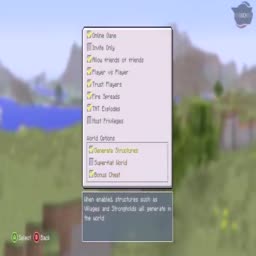 Online Game
Invite Only
Allow friends of friends
Player vs Player
Trust Players
Fire Spreads
TNT Explodes
Host Privileges
World Options
Generate Structures
Superflat World
Bonus Chest
When enabled, structures such as
Villages and Strongholds will generate in
the world.
A Select B Back